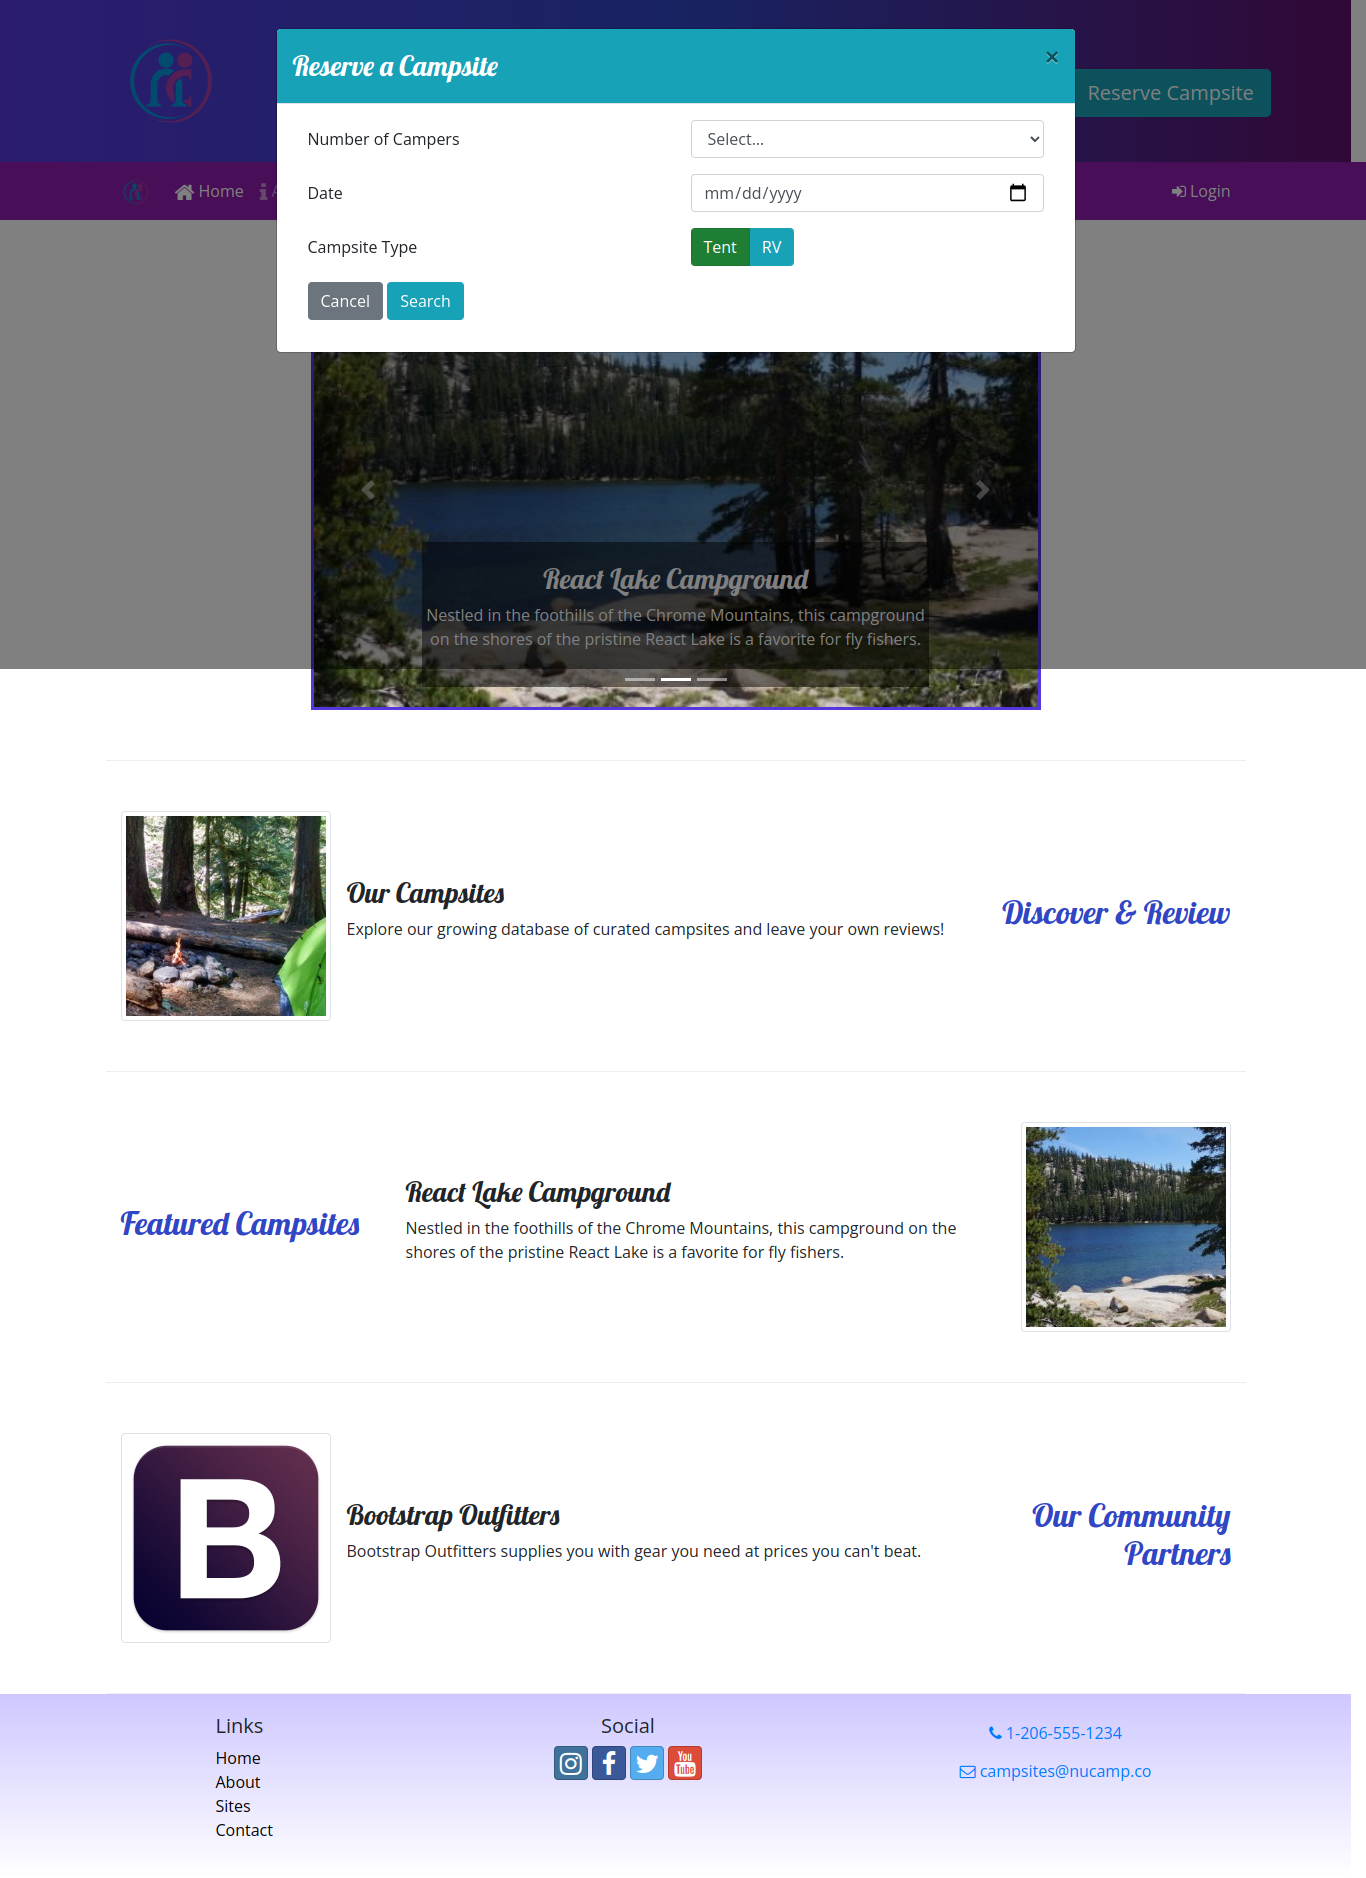 Reserve a Campsite
×
Reserve Campsite
Number of Campers
Select...
Date
mm/dd/yyyy
Campsite Type
Tent
RV
Cancel
Search
Home
Login
React Lake Campground
Nestled in the foothills of the Chrome Mountains, this campground
on the shores of the pristine React Lake is a favorite for fly fishers.
Our Campsites
Explore our growing database of curated campsites and leave your own reviews!
Discover & Review
Featured Campsites
React Lake Campground
Nestled in the foothills of the Chrome Mountains, this campground on the
shores of the pristine React Lake is a favorite for fly fishers.
B
Bootstrap Outfitters
Bootstrap Outfitters supplies you with gear you need at prices you can't beat.
Our Community
Partners
Links
Home
About
Sites
Contact
Social
You
Tube
1-206-555-1234
campsites@nucamp.co